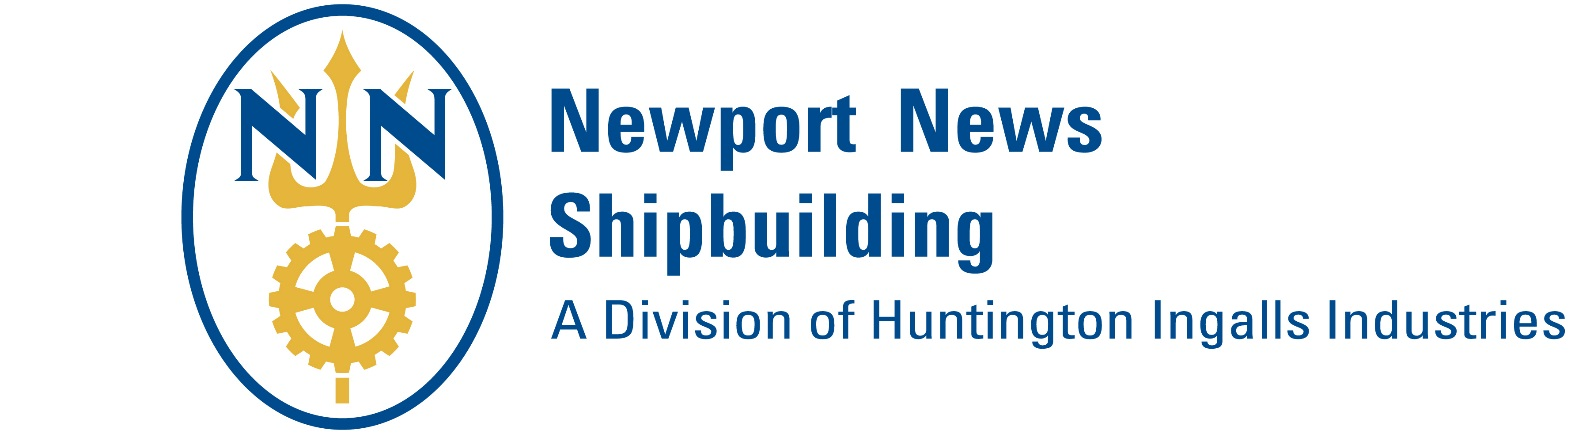 NN
Newport News
Shipbuilding
A Division of Huntington Ingalls Industries